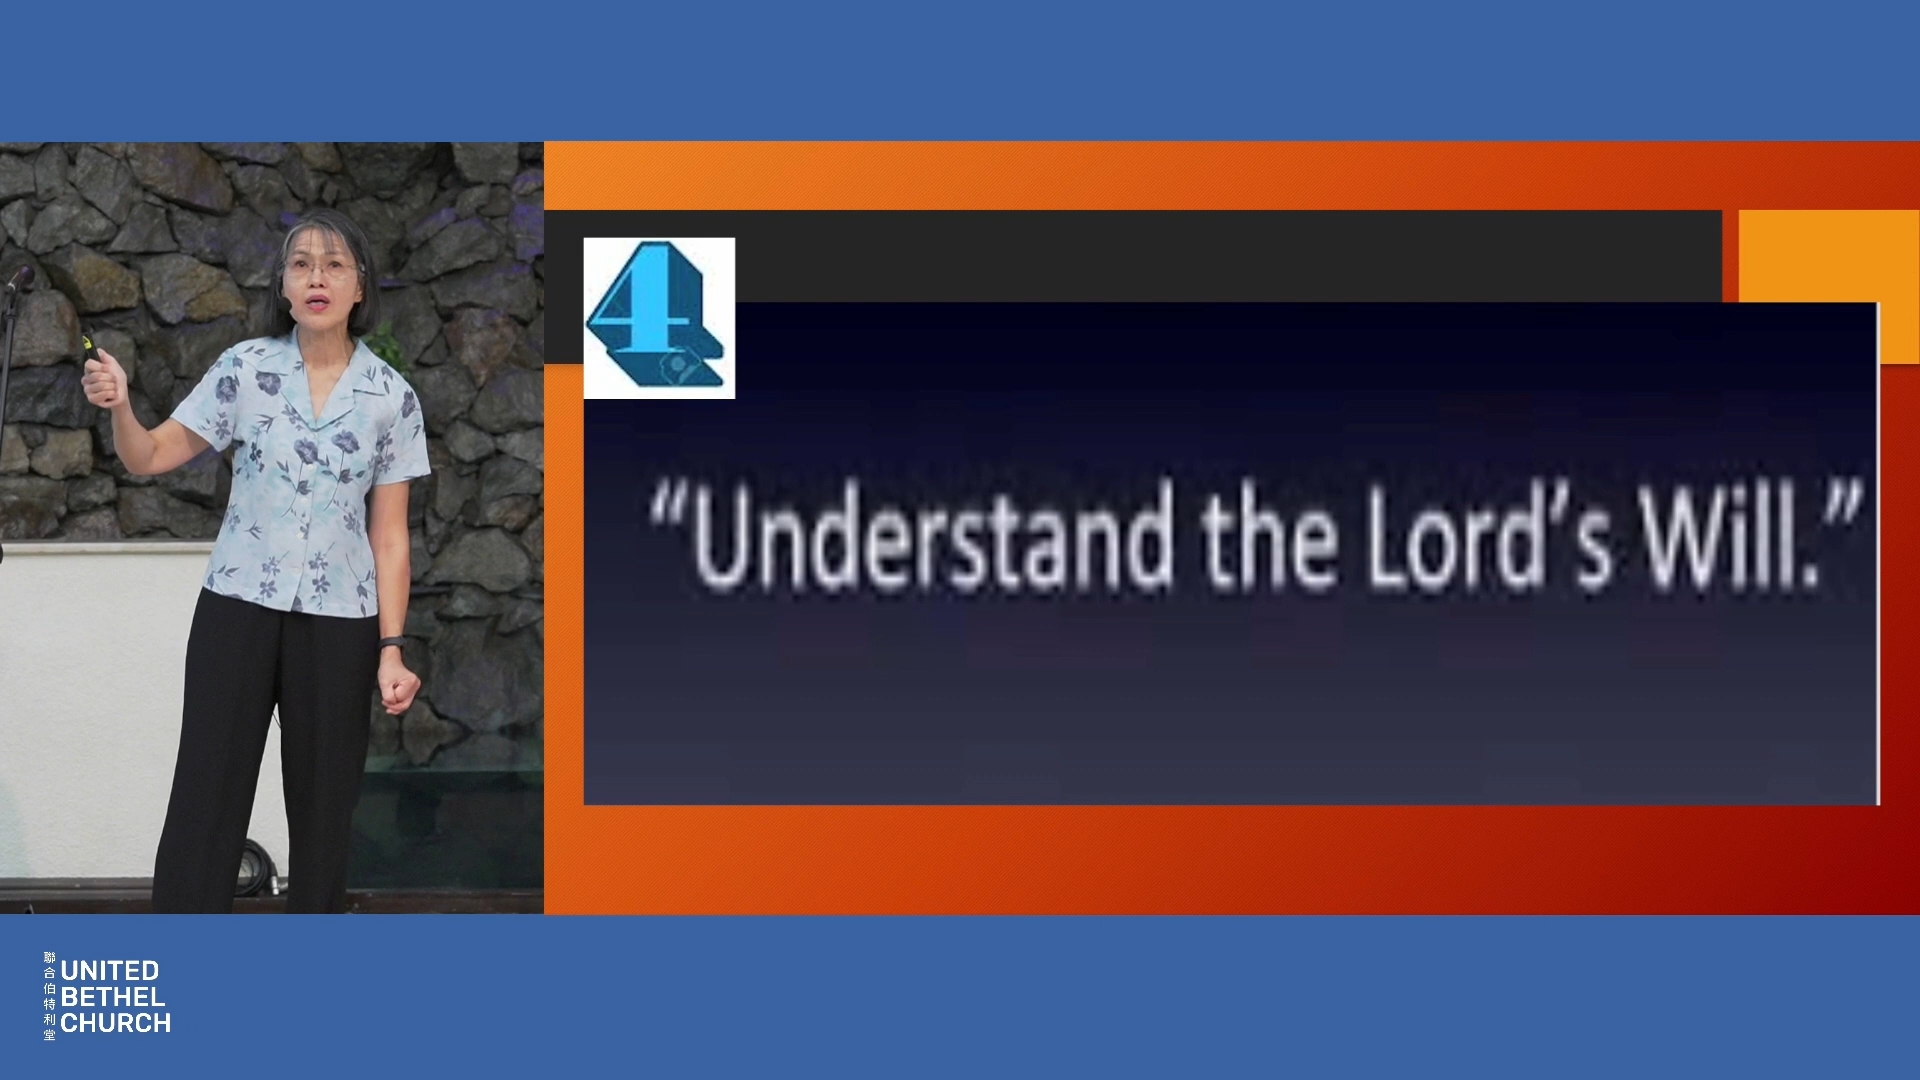 4
“Understand the Lord’s Will.”
聯合伯特利堂
UNITED
BETHEL
CHURCH